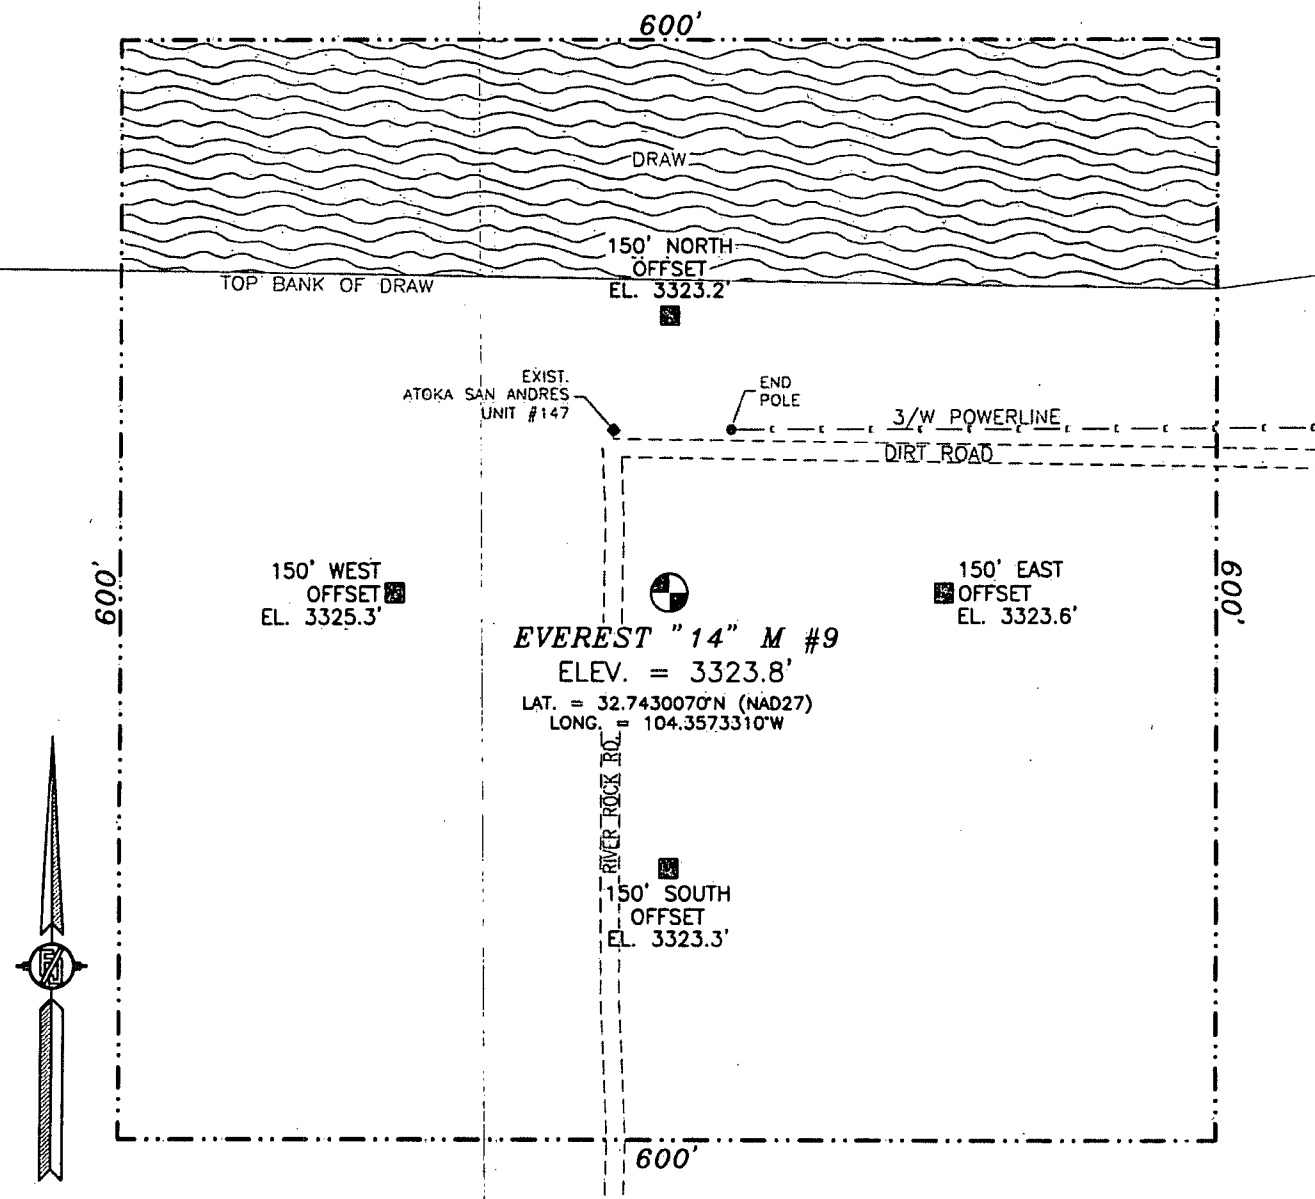 600'
DRAW
150' NORTH
OFFSET
EL. 3323.2'
TOP BANK OF DRAW
EXIST.
ATOKA SAN ANDRES
UNIT #147
END
POLE
3/W POWERLINE
DIRT ROAD
600'
150' WEST
OFFSET
EL. 3325.3'
150' EAST
OFFSET
EL. 3323.6'
600'
EVEREST "14" M #9
ELEV. = 3323.8'
LAT. = 32.7430070°N (NAD27)
LONG. = 104.3573310°W
RIVER ROCK RD.
150' SOUTH
OFFSET
EL. 3323.3'
600'